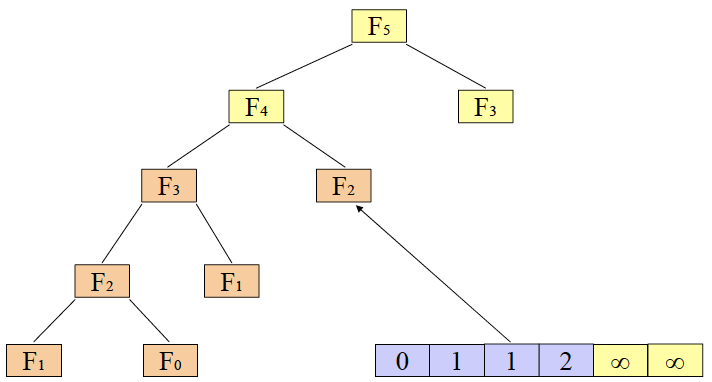 F₅
F₄ F₃
F₃ F₂
F₂ F₁
F₁ F₀ 0 1 1 2 ∞ ∞